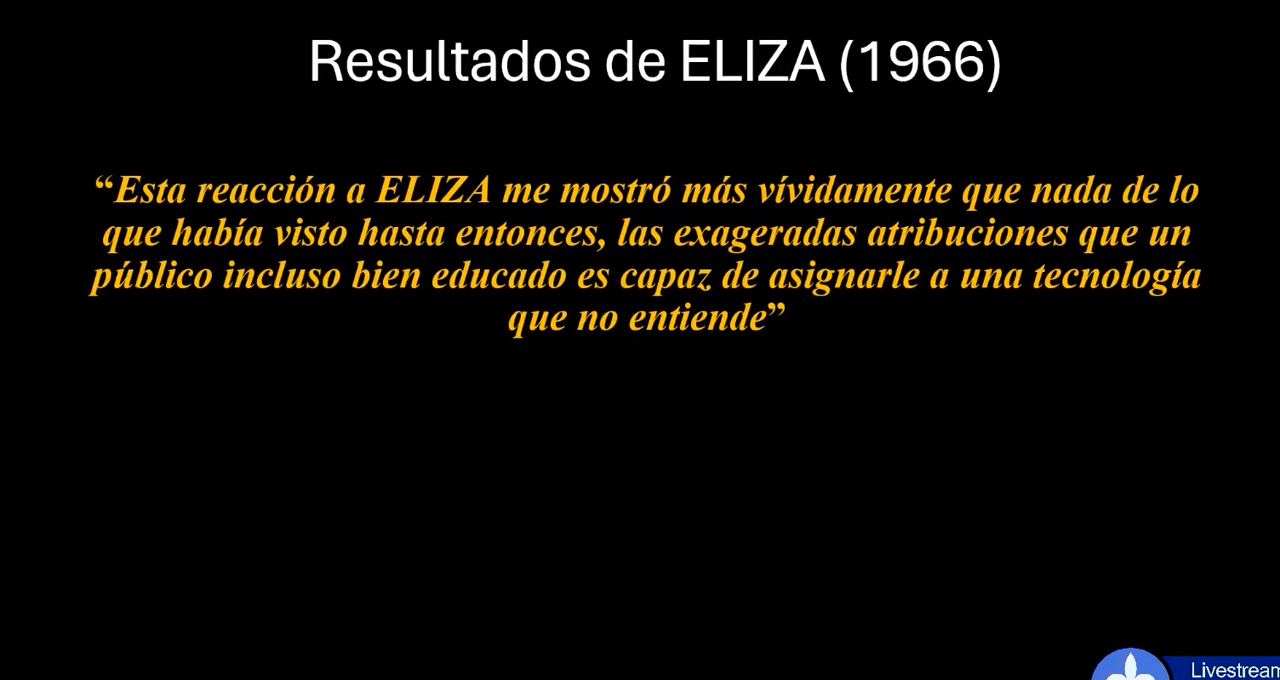 Resultados de ELIZA (1966)
“Esta reacción a ELIZA me mostró más vívidamente que nada de lo
que había visto hasta entonces, las exageradas atribuciones que un
público incluso bien educado es capaz de asignarle a una tecnología
que no entiende”
Livestream